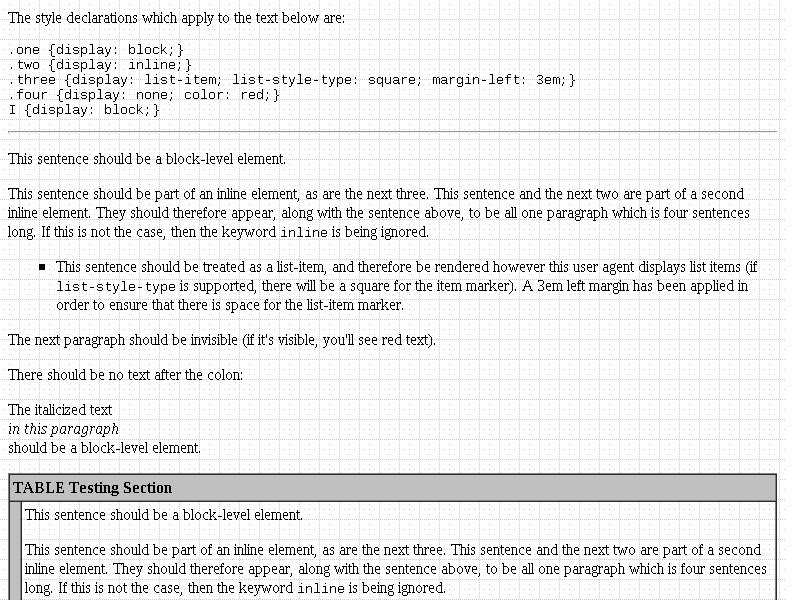 The style declarations which apply to the text below are:
.one {display: block;}
.two {display: inline;}
.three {display: list-item; list-style-type: square; margin-left: 3em;}
.four {display: none; color: red;}
I {display: block;}
This sentence should be a block-level element.
This sentence should be part of an inline element, as are the next three. This sentence and the next two are part of a second
inline element. They should therefore appear, along with the sentence above, to be all one paragraph which is four sentences
long. If this is not the case, then the keyword inline is being ignored.
This sentence should be treated as a list-item, and therefore be rendered however this user agent displays list items (if
list-style-type is supported, there will be a square for the item marker). A 3em left margin has been applied in
order to ensure that there is space for the list-item marker.
The next paragraph should be invisible (if it's visible, you'll see red text).
There should be no text after the colon:
The italicized text
in this paragraph
should be a block-level element.
TABLE Testing Section
This sentence should be a block-level element.
This sentence should be part of an inline element, as are the next three. This sentence and the next two are part of a second
inline element. They should therefore appear, along with the sentence above, to be all one paragraph which is four sentences
long. If this is not the case, then the keyword inline is being ignored.